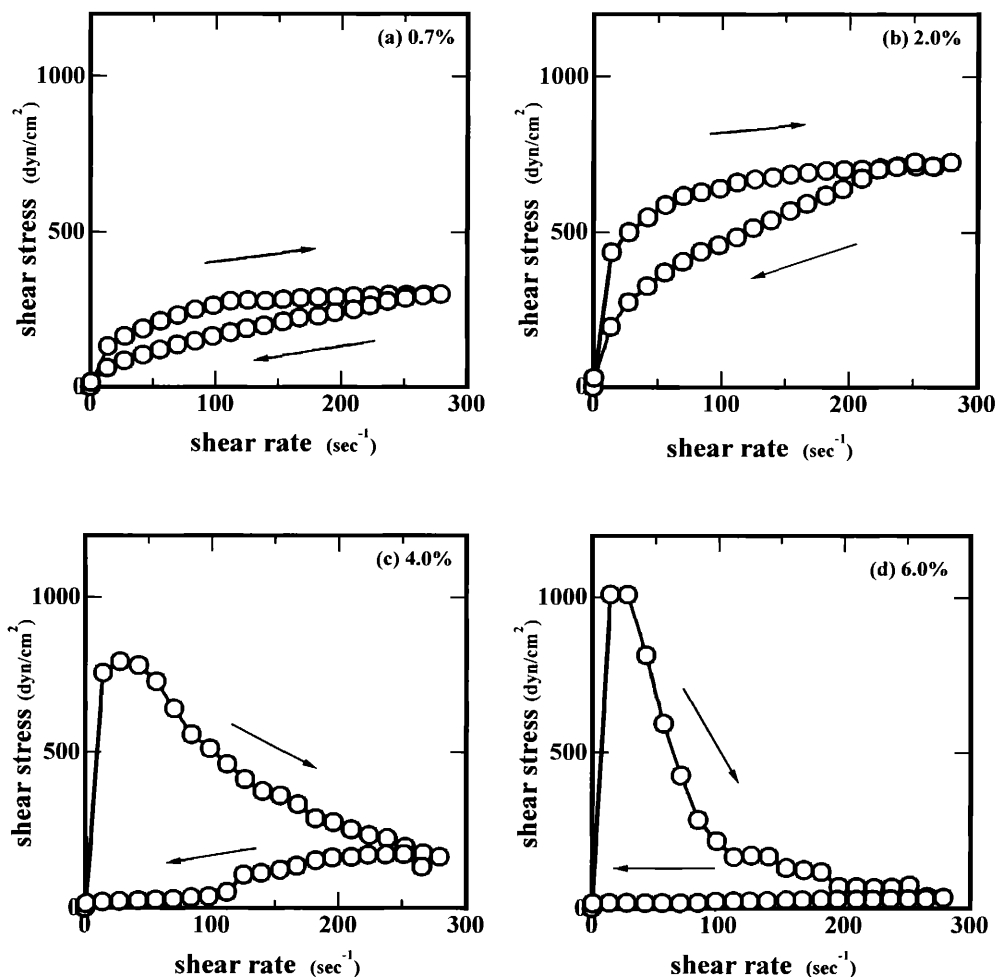 (a) 0.7%
1000
500
0
0 100 200 300
shear stress (dyn/cm²)
shear rate (sec⁻¹)
(b) 2.0%
1000
500
0
0 100 200 300
shear stress (dyn/cm²)
shear rate (sec⁻¹)
(c) 4.0%
1000
500
0
0 100 200 300
shear stress (dyn/cm²)
shear rate (sec⁻¹)
(d) 6.0%
1000
500
0
0 100 200 300
shear stress (dyn/cm²)
shear rate (sec⁻¹)